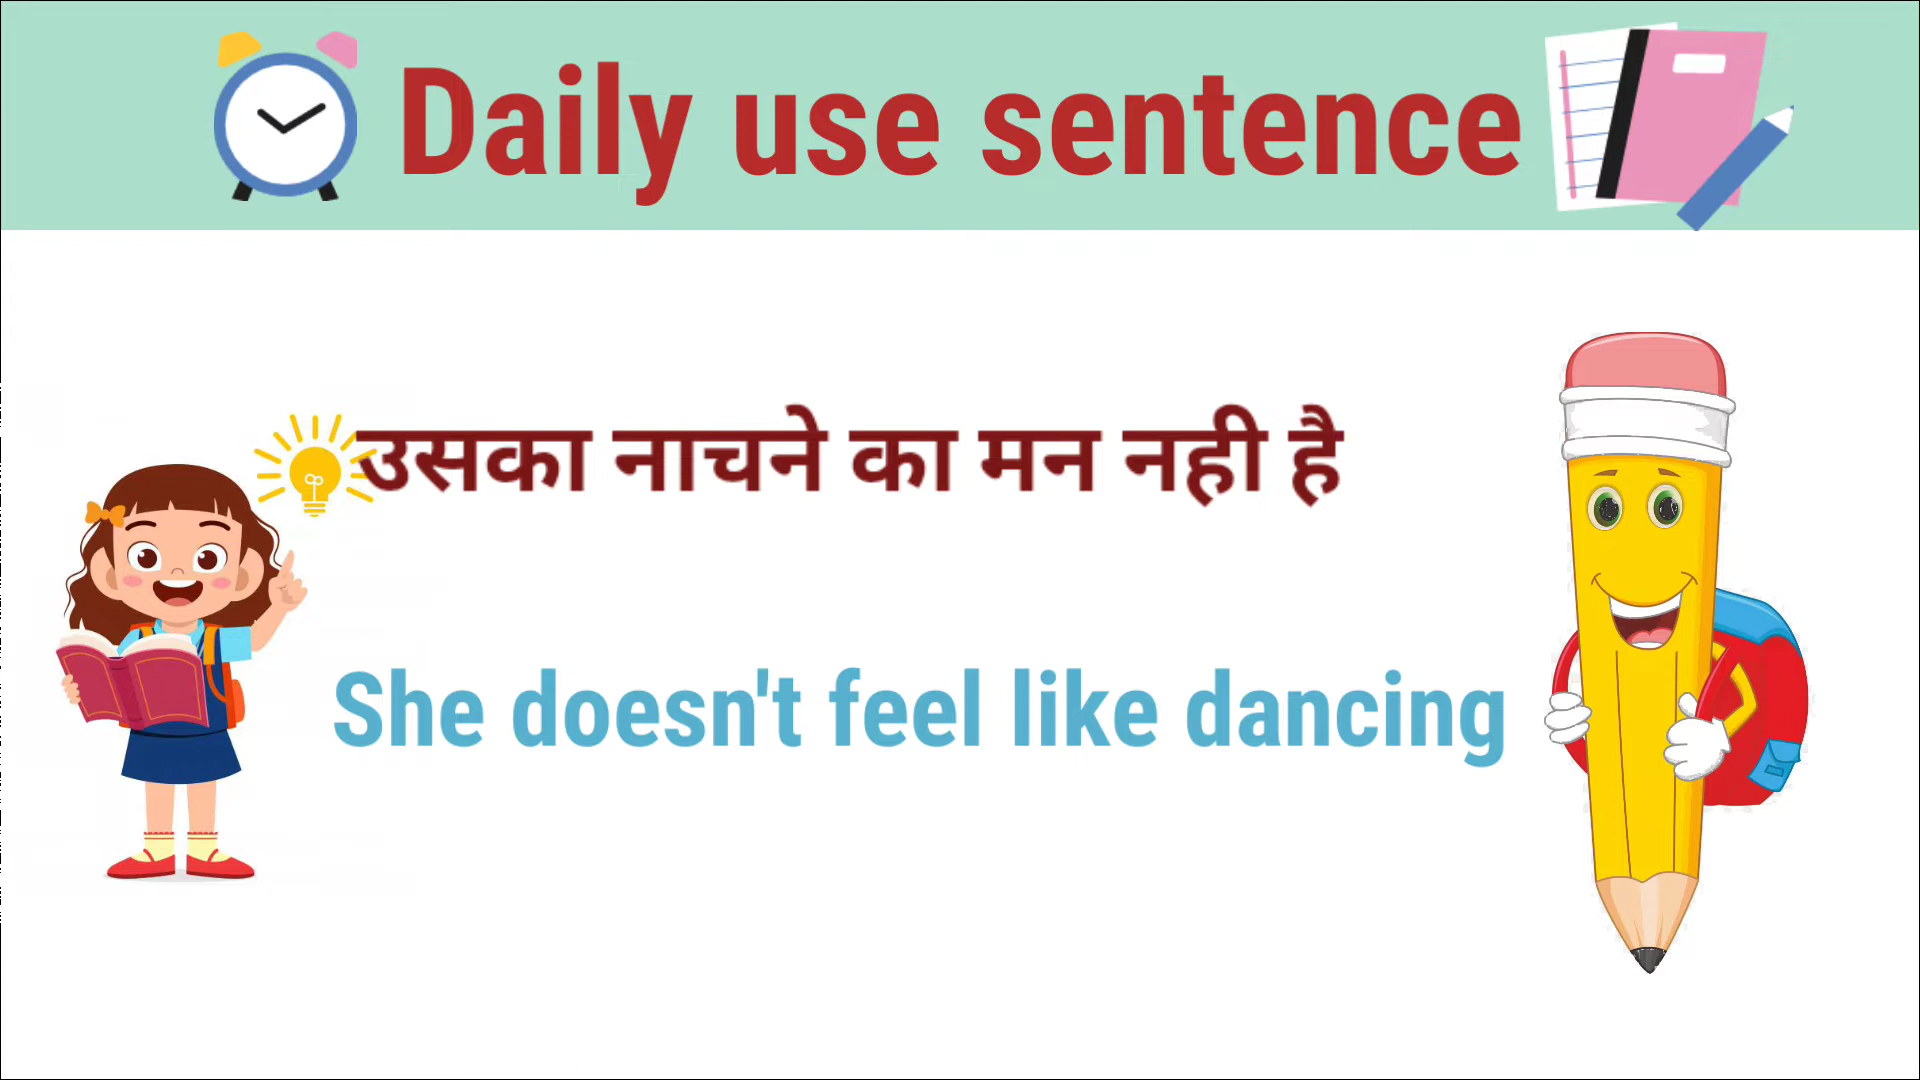 Daily use sentence
उसका नाचने का मन नही है
She doesn't feel like dancing